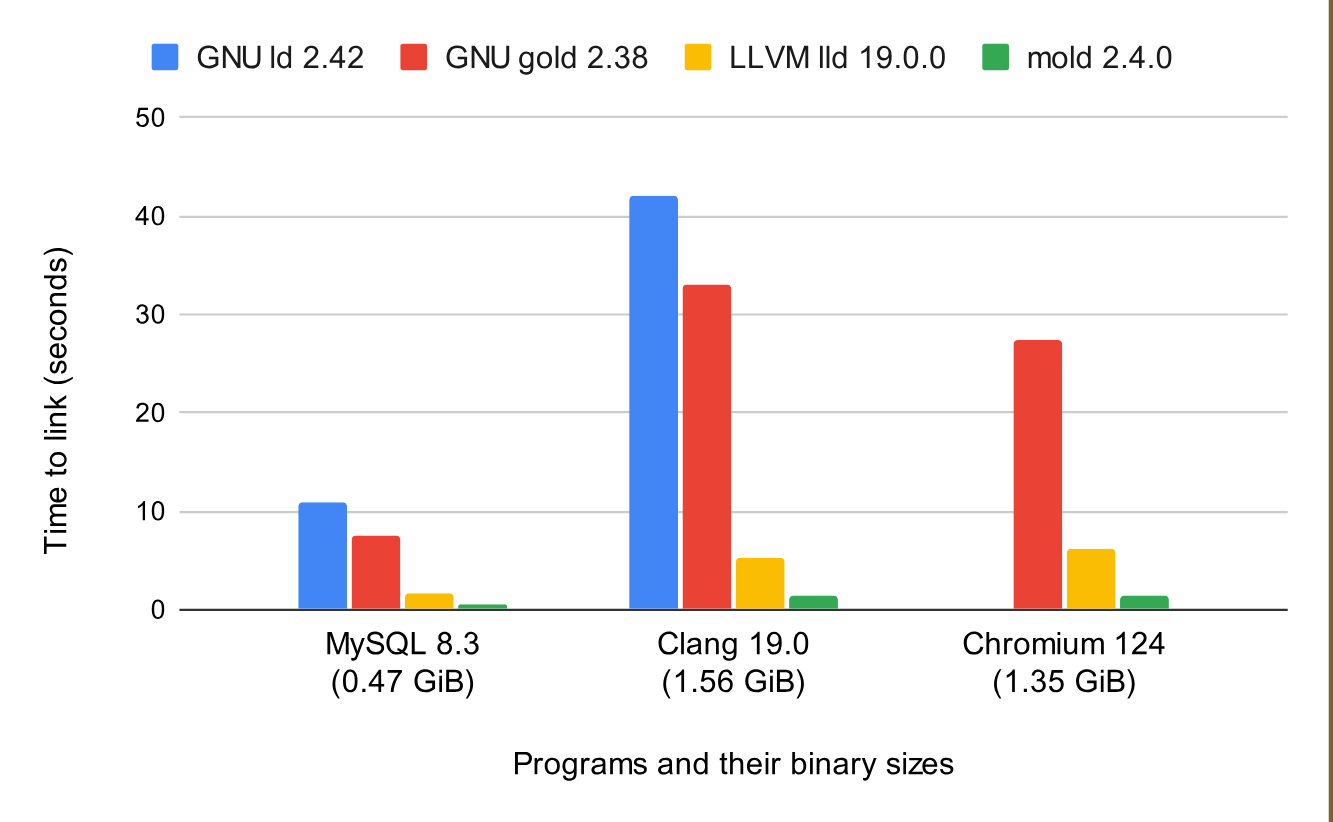 GNU ld 2.42 GNU gold 2.38 LLVM lld 19.0.0 mold 2.4.0
50
40
30
20
10
0
Time to link (seconds)
MySQL 8.3 Clang 19.0 Chromium 124
(0.47 GiB) (1.56 GiB) (1.35 GiB)
Programs and their binary sizes